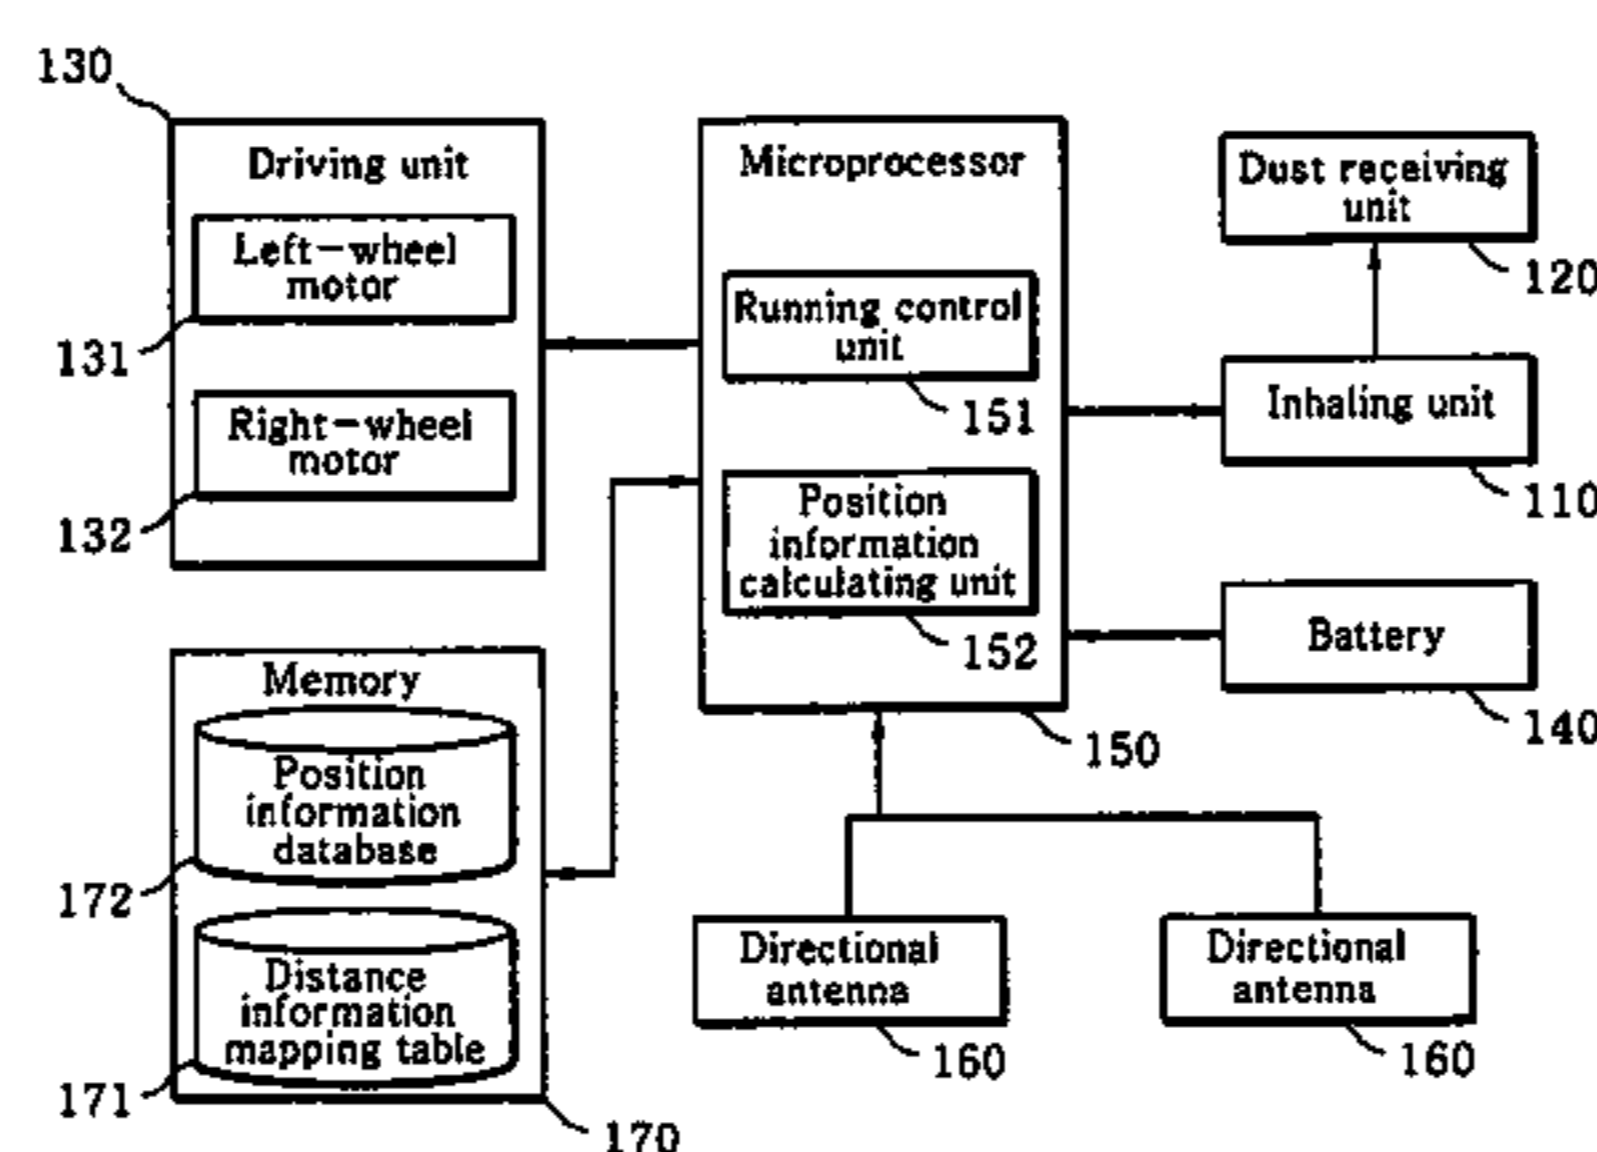 130
Driving unit
Left-wheel
motor
131
Right-wheel
motor
132
Microprocessor
Running control
unit
151
Position
information
calculating unit
152
150
Dust receiving
unit
120
Inhaling unit
110
Battery
140
Memory
Position
information
database
172
Distance
information
mapping table
171
170
Directional
antenna
160
Directional
antenna
160